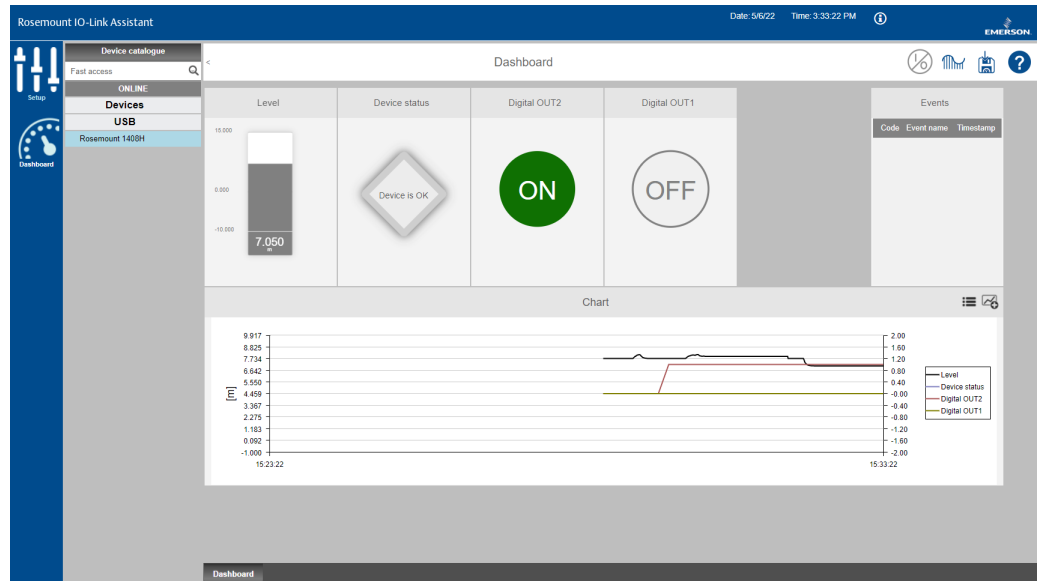 Rosemount IO-Link Assistant
Date: 5/6/22 Time: 3:33:22 PM
EMERSON.
Setup
Dashboard
Device catalogue
Fast access
ONLINE
Devices
USB
Rosemount 1408H
<
Dashboard
I/O
?
Level
15.000
0.000
-10.000
7.050
m
Device status
Device is OK
Digital OUT2
ON
Digital OUT1
OFF
Events
Code Event name Timestamp
Chart
[m]
9.917
8.825
7.734
6.642
5.550
4.459
3.367
2.275
1.183
0.092
-1.000
15:23:22
15:33:22
2.00
1.60
1.20
0.80
0.40
-0.00
-0.40
-0.80
-1.20
-1.60
-2.00
Level
Device status
Digital OUT2
Digital OUT1
Dashboard